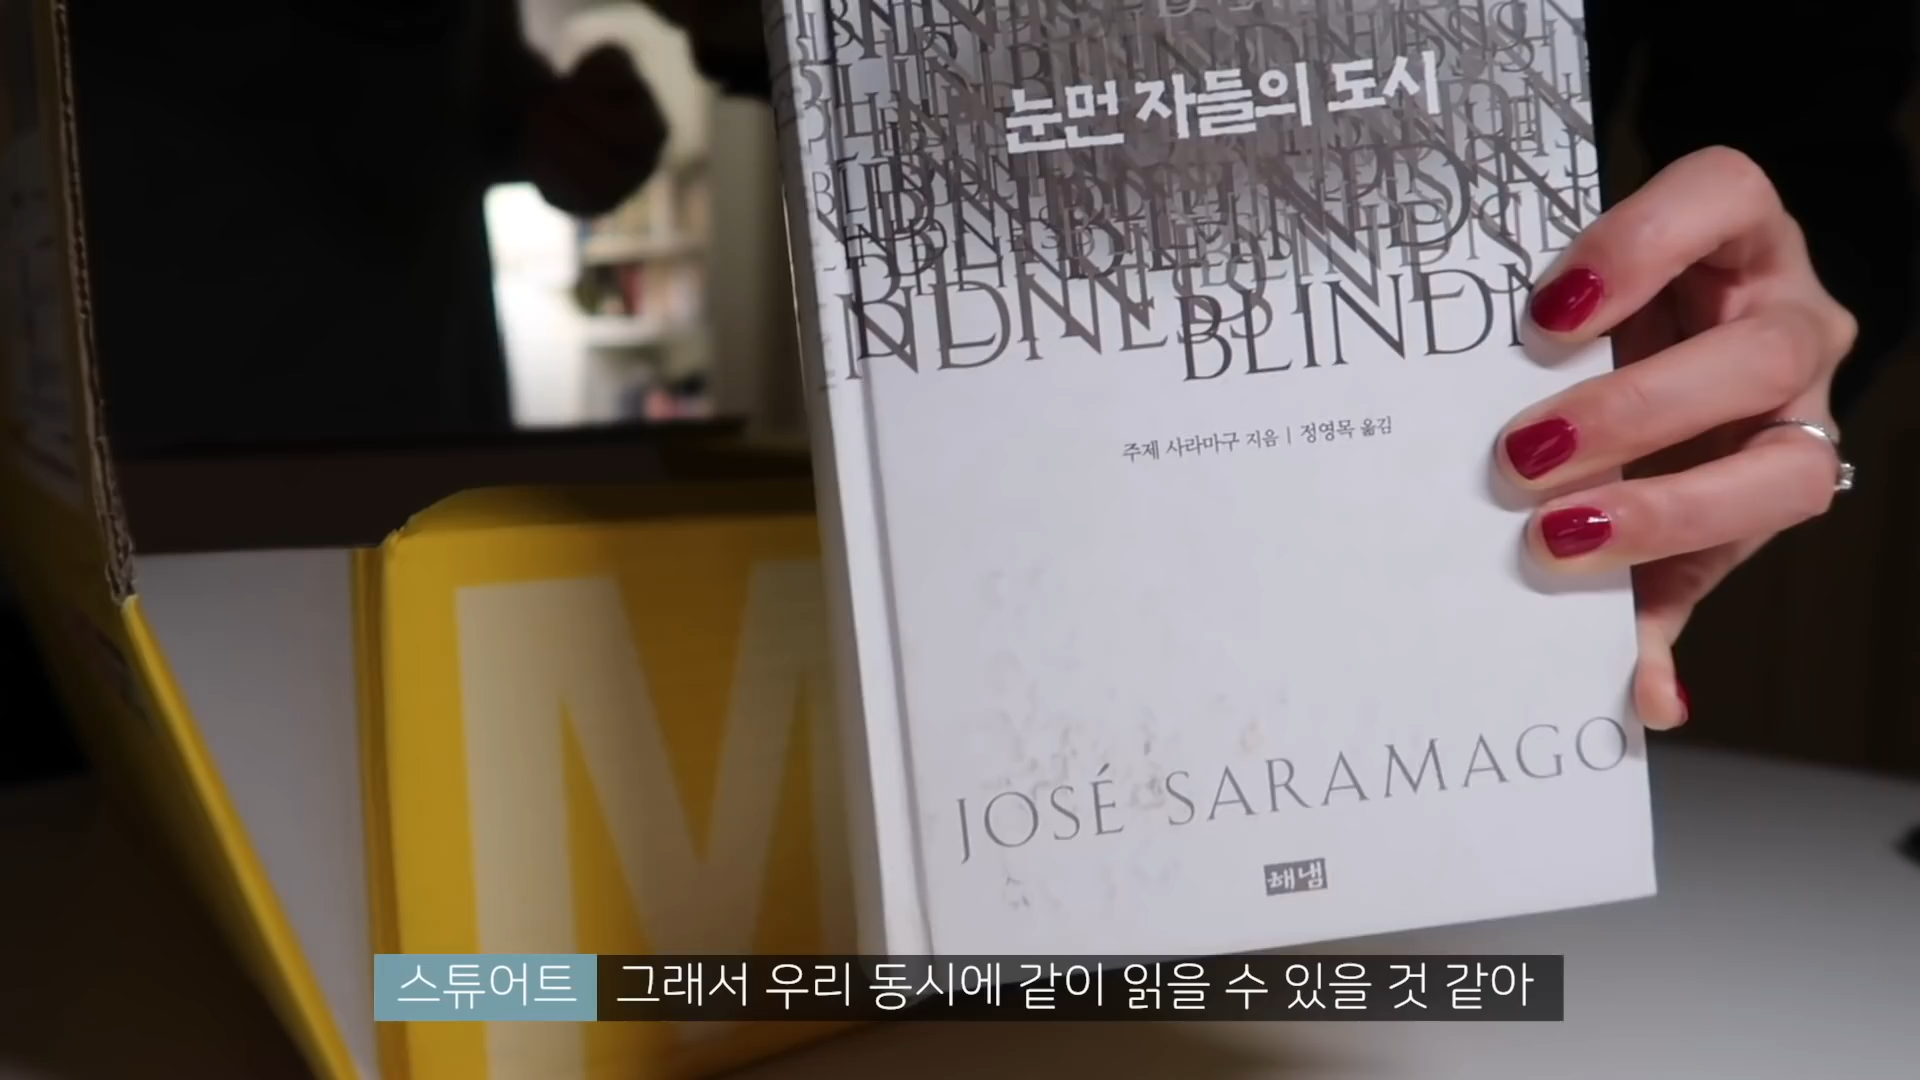 눈먼 자들의 도시
BLINDN
주제 사라마구 지음 | 정영목 옮김
JOSÉ SARAMAGO
해냄
M
스튜어트 그래서 우리 동시에 같이 읽을 수 있을 것 같아